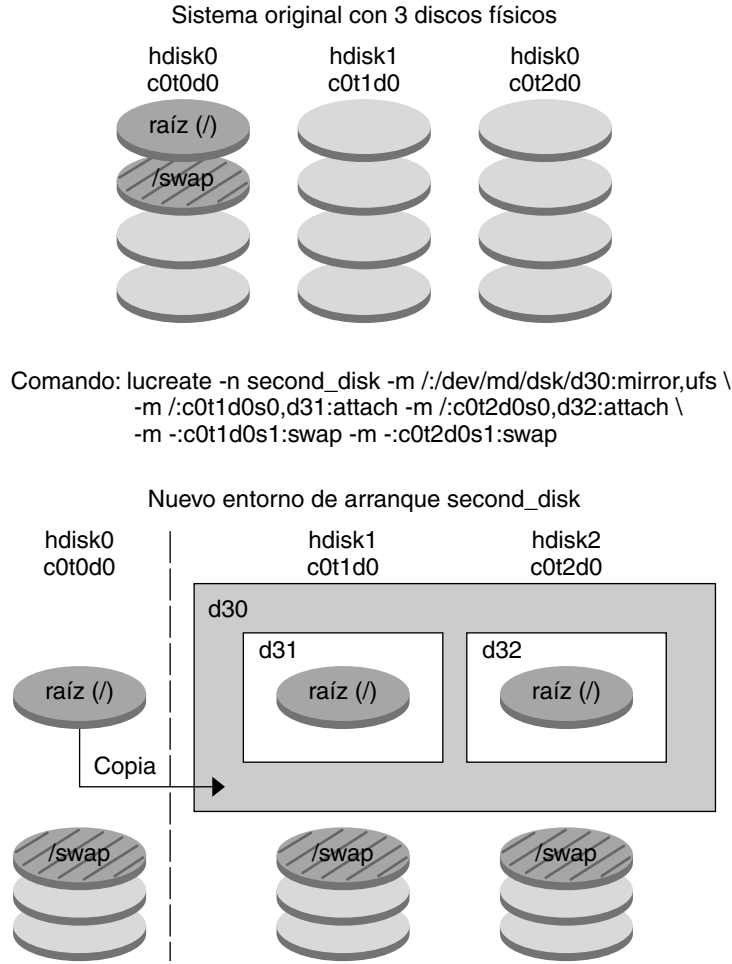 Sistema original con 3 discos físicos
hdisk0 hdisk1 hdisk0
c0t0d0 c0t1d0 c0t2d0
raíz (/)
/swap
Comando: lucreate -n second_disk -m /:/dev/md/dsk/d30:mirror,ufs \
-m /:c0t1d0s0,d31:attach -m /:c0t2d0s0,d32:attach \
-m -:c0t1d0s1:swap -m -:c0t2d0s1:swap
Nuevo entorno de arranque second_disk
hdisk0 hdisk1 hdisk2
c0t0d0 c0t1d0 c0t2d0
d30
d31 d32
raíz (/) raíz (/) raíz (/)
Copia
/swap /swap /swap